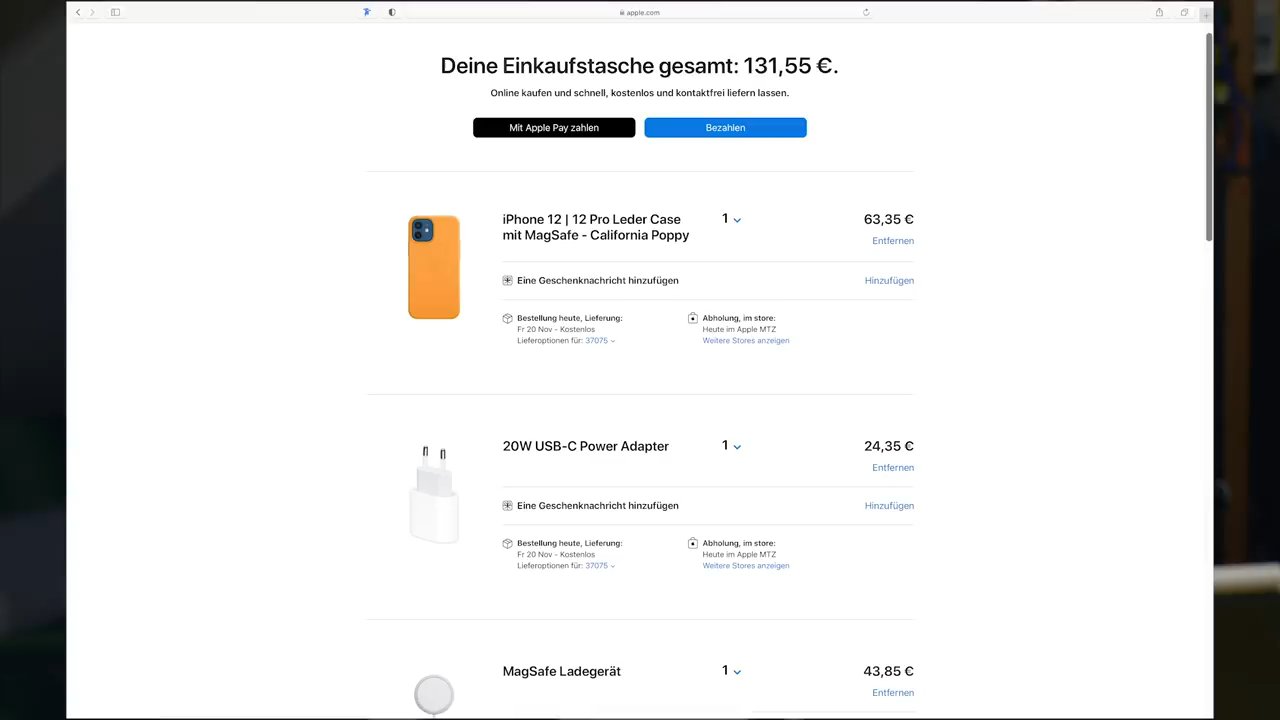 apple.com
Deine Einkaufstasche gesamt: 131,55 €.
Online kaufen und schnell, kostenlos und kontaktfrei liefern lassen.
Mit Apple Pay zahlen
Bezahlen
iPhone 12 | 12 Pro Leder Case
mit MagSafe - California Poppy
1
63,35 €
Entfernen
Eine Geschenknachricht hinzufügen
Hinzufügen
Bestellung heute, Lieferung:
Fr 20 Nov - Kostenlos
Lieferoptionen für: 37075
Abholung, im store:
Heute im Apple MTZ
Weitere Stores anzeigen
20W USB-C Power Adapter
1
24,35 €
Entfernen
Eine Geschenknachricht hinzufügen
Hinzufügen
Bestellung heute, Lieferung:
Fr 20 Nov - Kostenlos
Lieferoptionen für: 37075
Abholung, im store:
Heute im Apple MTZ
Weitere Stores anzeigen
MagSafe Ladegerät
1
43,85 €
Entfernen